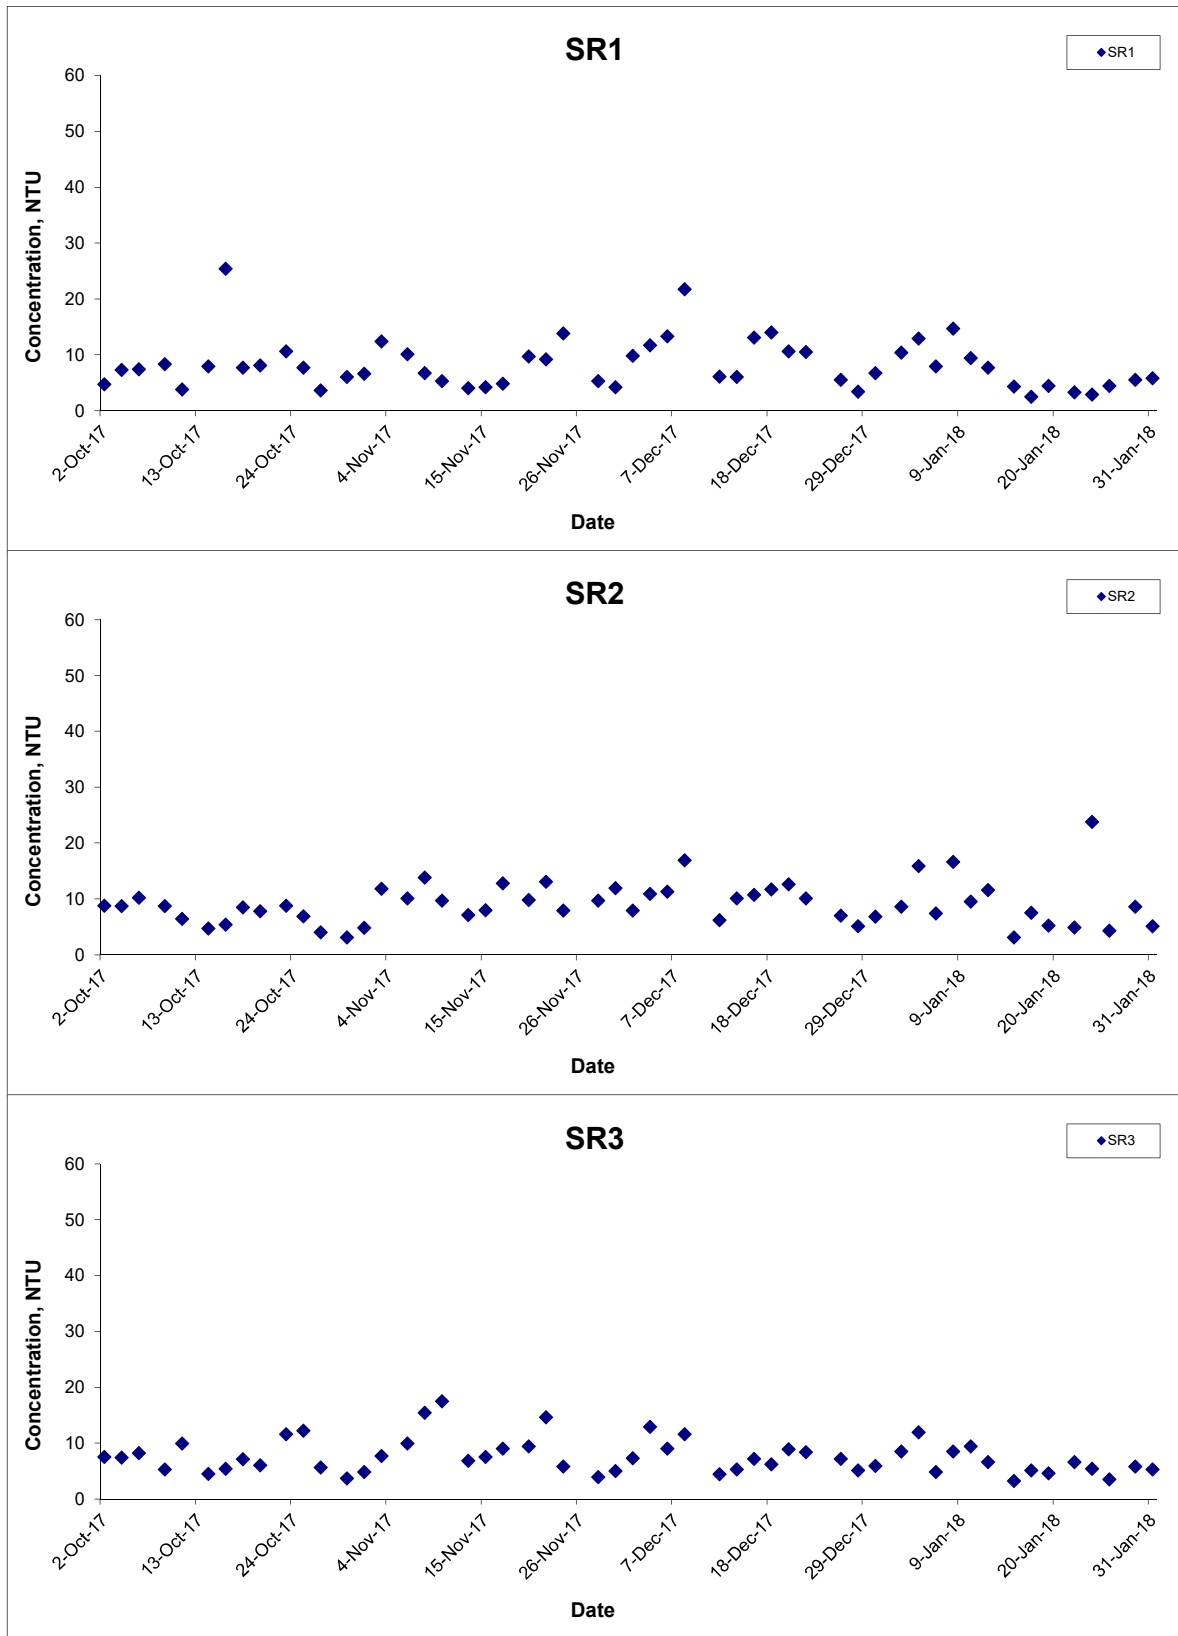 SR1
SR1
60
50
40
30
20
10
0
Concentration, NTU
2-Oct-17
13-Oct-17
24-Oct-17
4-Nov-17
15-Nov-17
26-Nov-17
7-Dec-17
18-Dec-17
29-Dec-17
9-Jan-18
20-Jan-18
31-Jan-18
Date
SR2
SR2
60
50
40
30
20
10
0
Concentration, NTU
2-Oct-17
13-Oct-17
24-Oct-17
4-Nov-17
15-Nov-17
26-Nov-17
7-Dec-17
18-Dec-17
29-Dec-17
9-Jan-18
20-Jan-18
31-Jan-18
Date
SR3
SR3
60
50
40
30
20
10
0
Concentration, NTU
2-Oct-17
13-Oct-17
24-Oct-17
4-Nov-17
15-Nov-17
26-Nov-17
7-Dec-17
18-Dec-17
29-Dec-17
9-Jan-18
20-Jan-18
31-Jan-18
Date